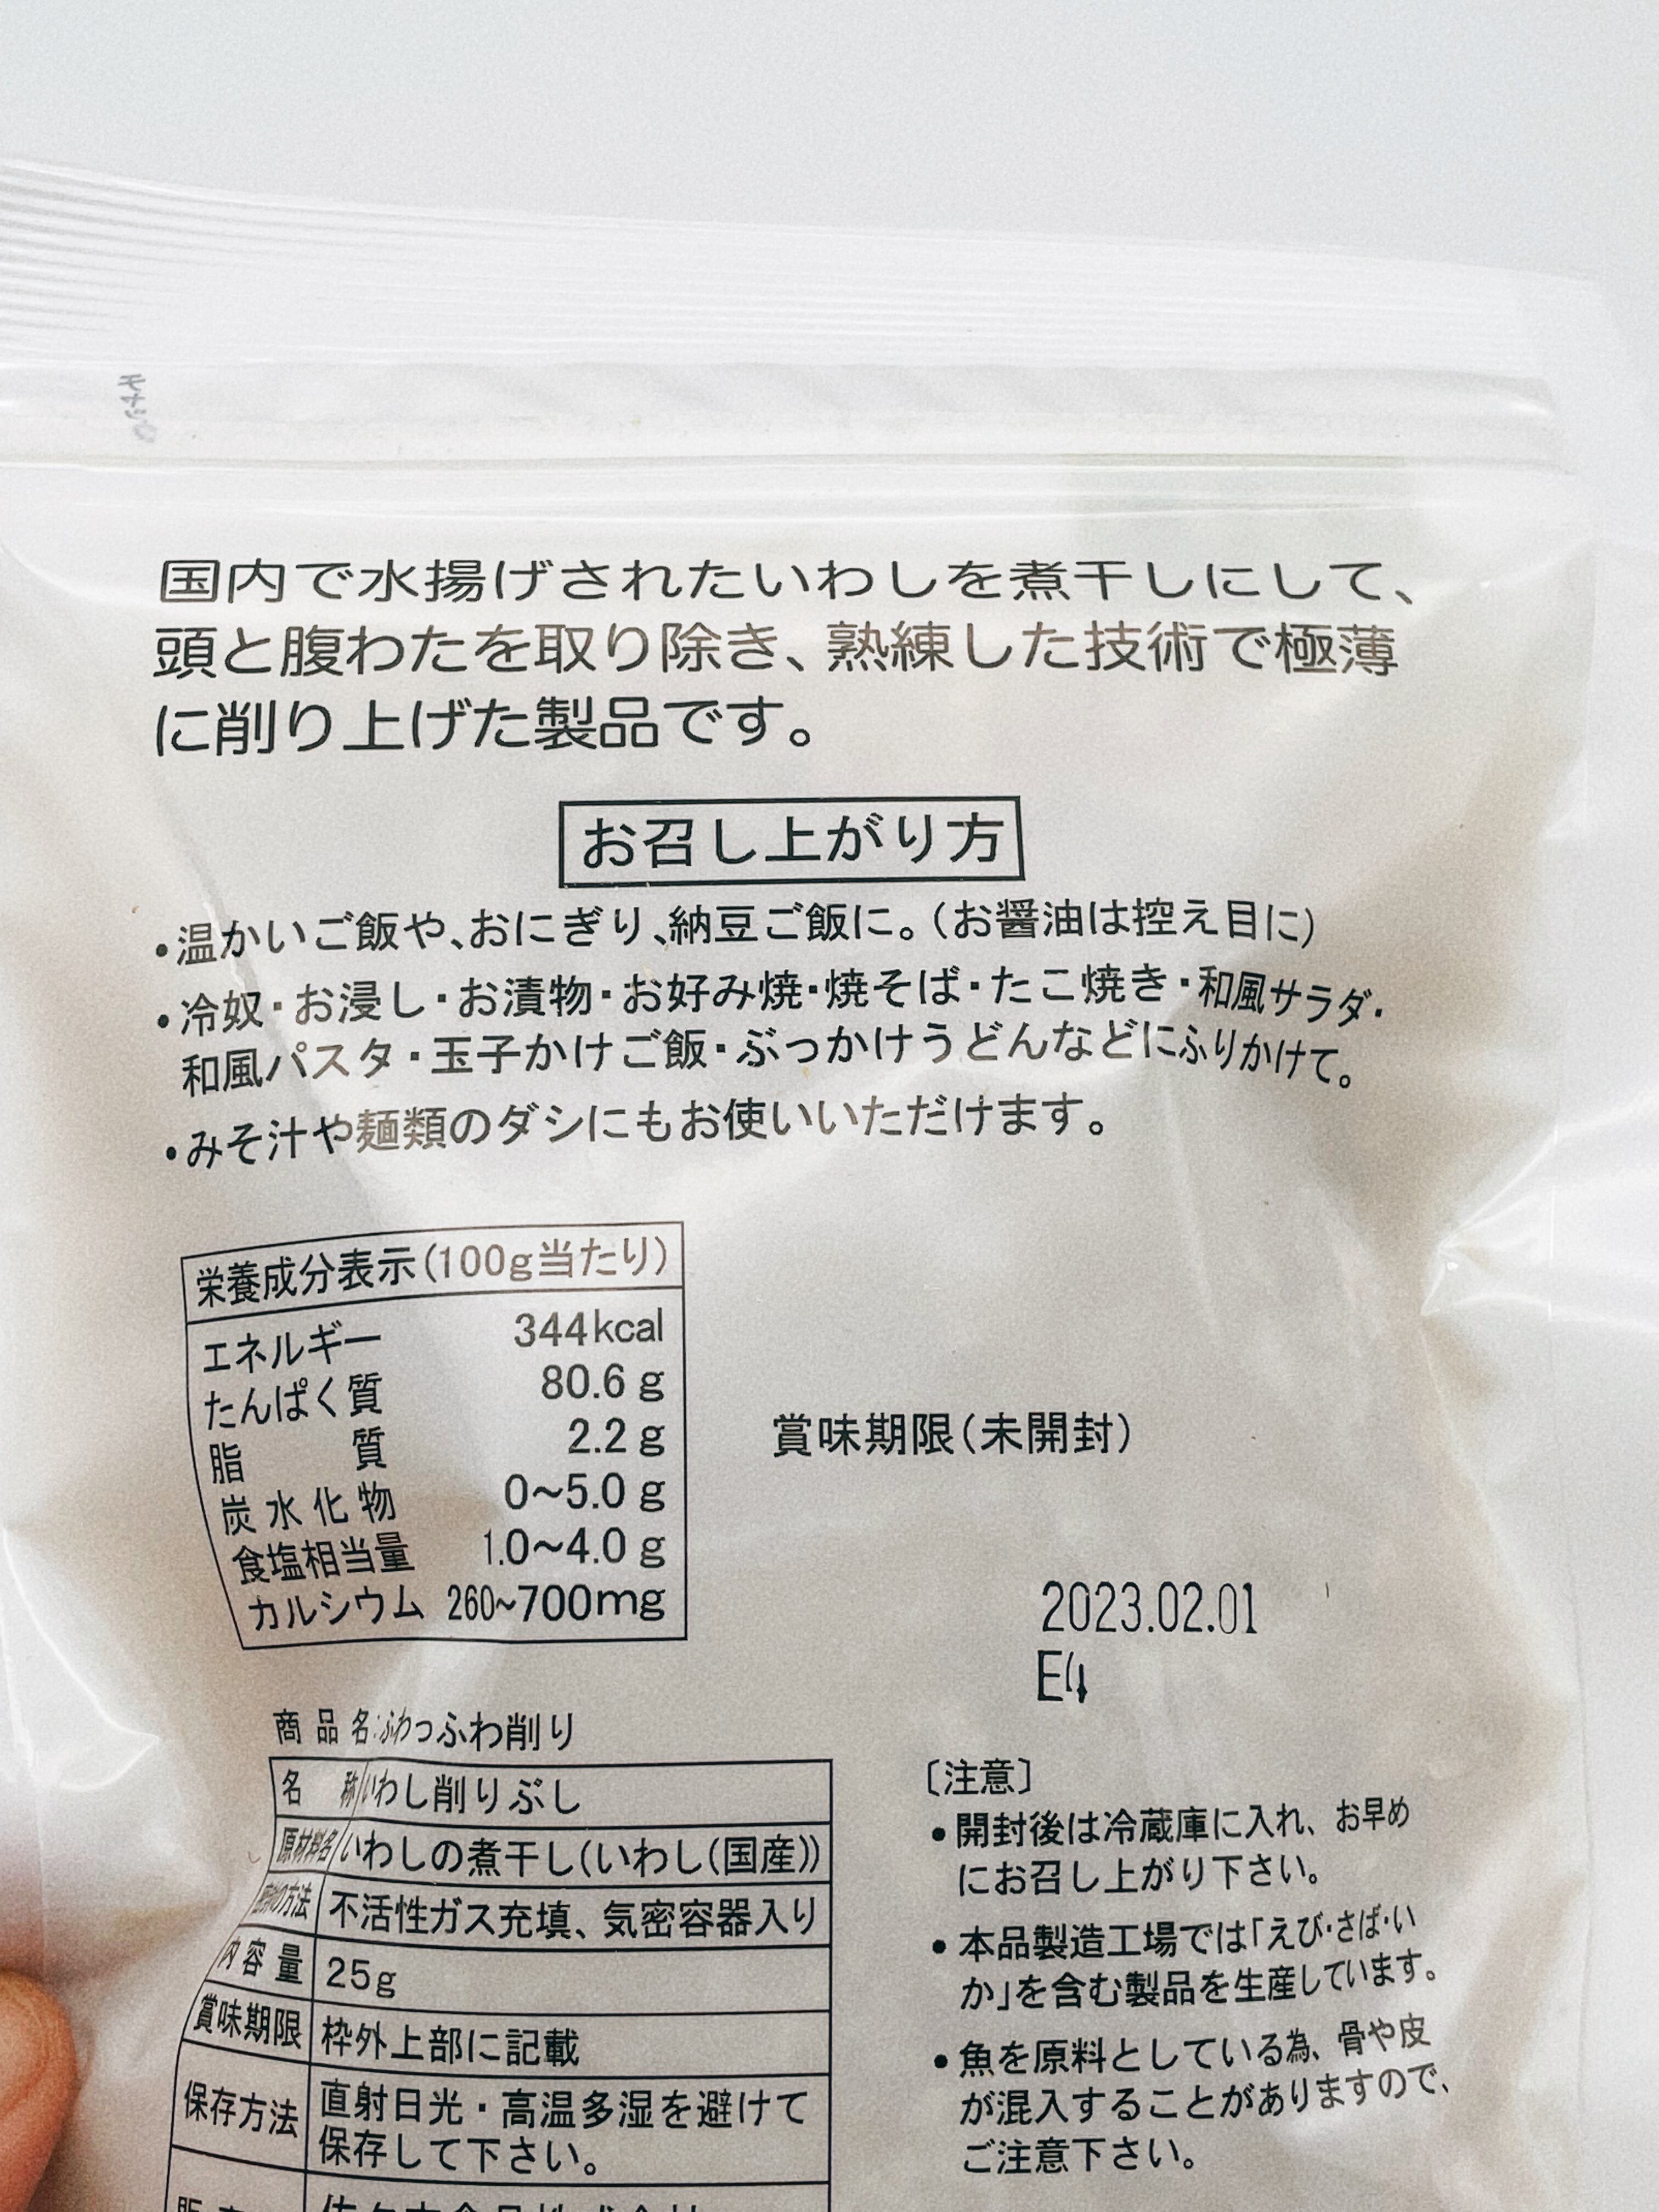 国内で水揚げされたいわしを煮干しにして、
頭と腹わたを取り除き、熟練した技術で極薄
に削り上げた製品です。
お召し上がり方
・温かいご飯や、おにぎり、納豆ご飯に。(お醤油は控え目に)
・冷奴・お浸し・お漬物・お好み焼・焼そば・たこ焼き・和風サラダ・
和風パスタ・玉子かけご飯・ぶっかけうどんなどにふりかけて。
・みそ汁や麺類のダシにもお使いいただけます。
栄養成分表示(100g当たり)
エネルギー 344kcal
たんぱく質 80.6g
脂質 2.2g
炭水化物 0~5.0g
食塩相当量 1.0~4.0g
カルシウム 260~700mg
賞味期限(未開封)
2023.02.01
E4
商品名:ふわっふわ削り
名称 いわし削りぶし
原材料名 いわしの煮干し(いわし(国産))
の方法 不活性ガス充填、気密容器入り
内容量 25g
賞味期限 枠外上部に記載
保存方法 直射日光・高温多湿を避けて
保存して下さい。
〔注意〕
・開封後は冷蔵庫に入れ、お早め
にお召し上がり下さい。
・本品製造工場では「えび・さば・い
か」を含む製品を生産しています。
・魚を原料としている為、骨や皮
が混入することがありますので、
ご注意下さい。